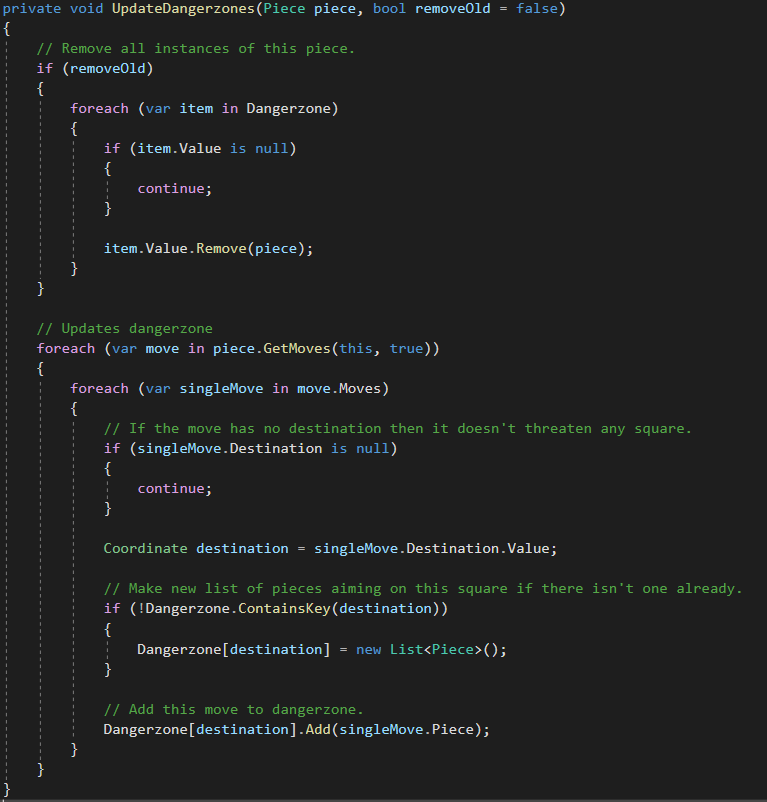 private void UpdateDangerzones(Piece piece, bool removeOld = false)
{
    // Remove all instances of this piece.
    if (removeOld)
    {
        foreach (var item in Dangerzone)
        {
            if (item.Value is null)
            {
                continue;
            }

            item.Value.Remove(piece);
        }
    }

    // Updates dangerzone
    foreach (var move in piece.GetMoves(this, true))
    {
        foreach (var singleMove in move.Moves)
        {
            // If the move has no destination then it doesn't threaten any square.
            if (singleMove.Destination is null)
            {
                continue;
            }

            Coordinate destination = singleMove.Destination.Value;

            // Make new list of pieces aiming on this square if there isn't one already.
            if (!Dangerzone.ContainsKey(destination))
            {
                Dangerzone[destination] = new List<Piece>();
            }

            // Add this move to dangerzone.
            Dangerzone[destination].Add(singleMove.Piece);
        }
    }
}